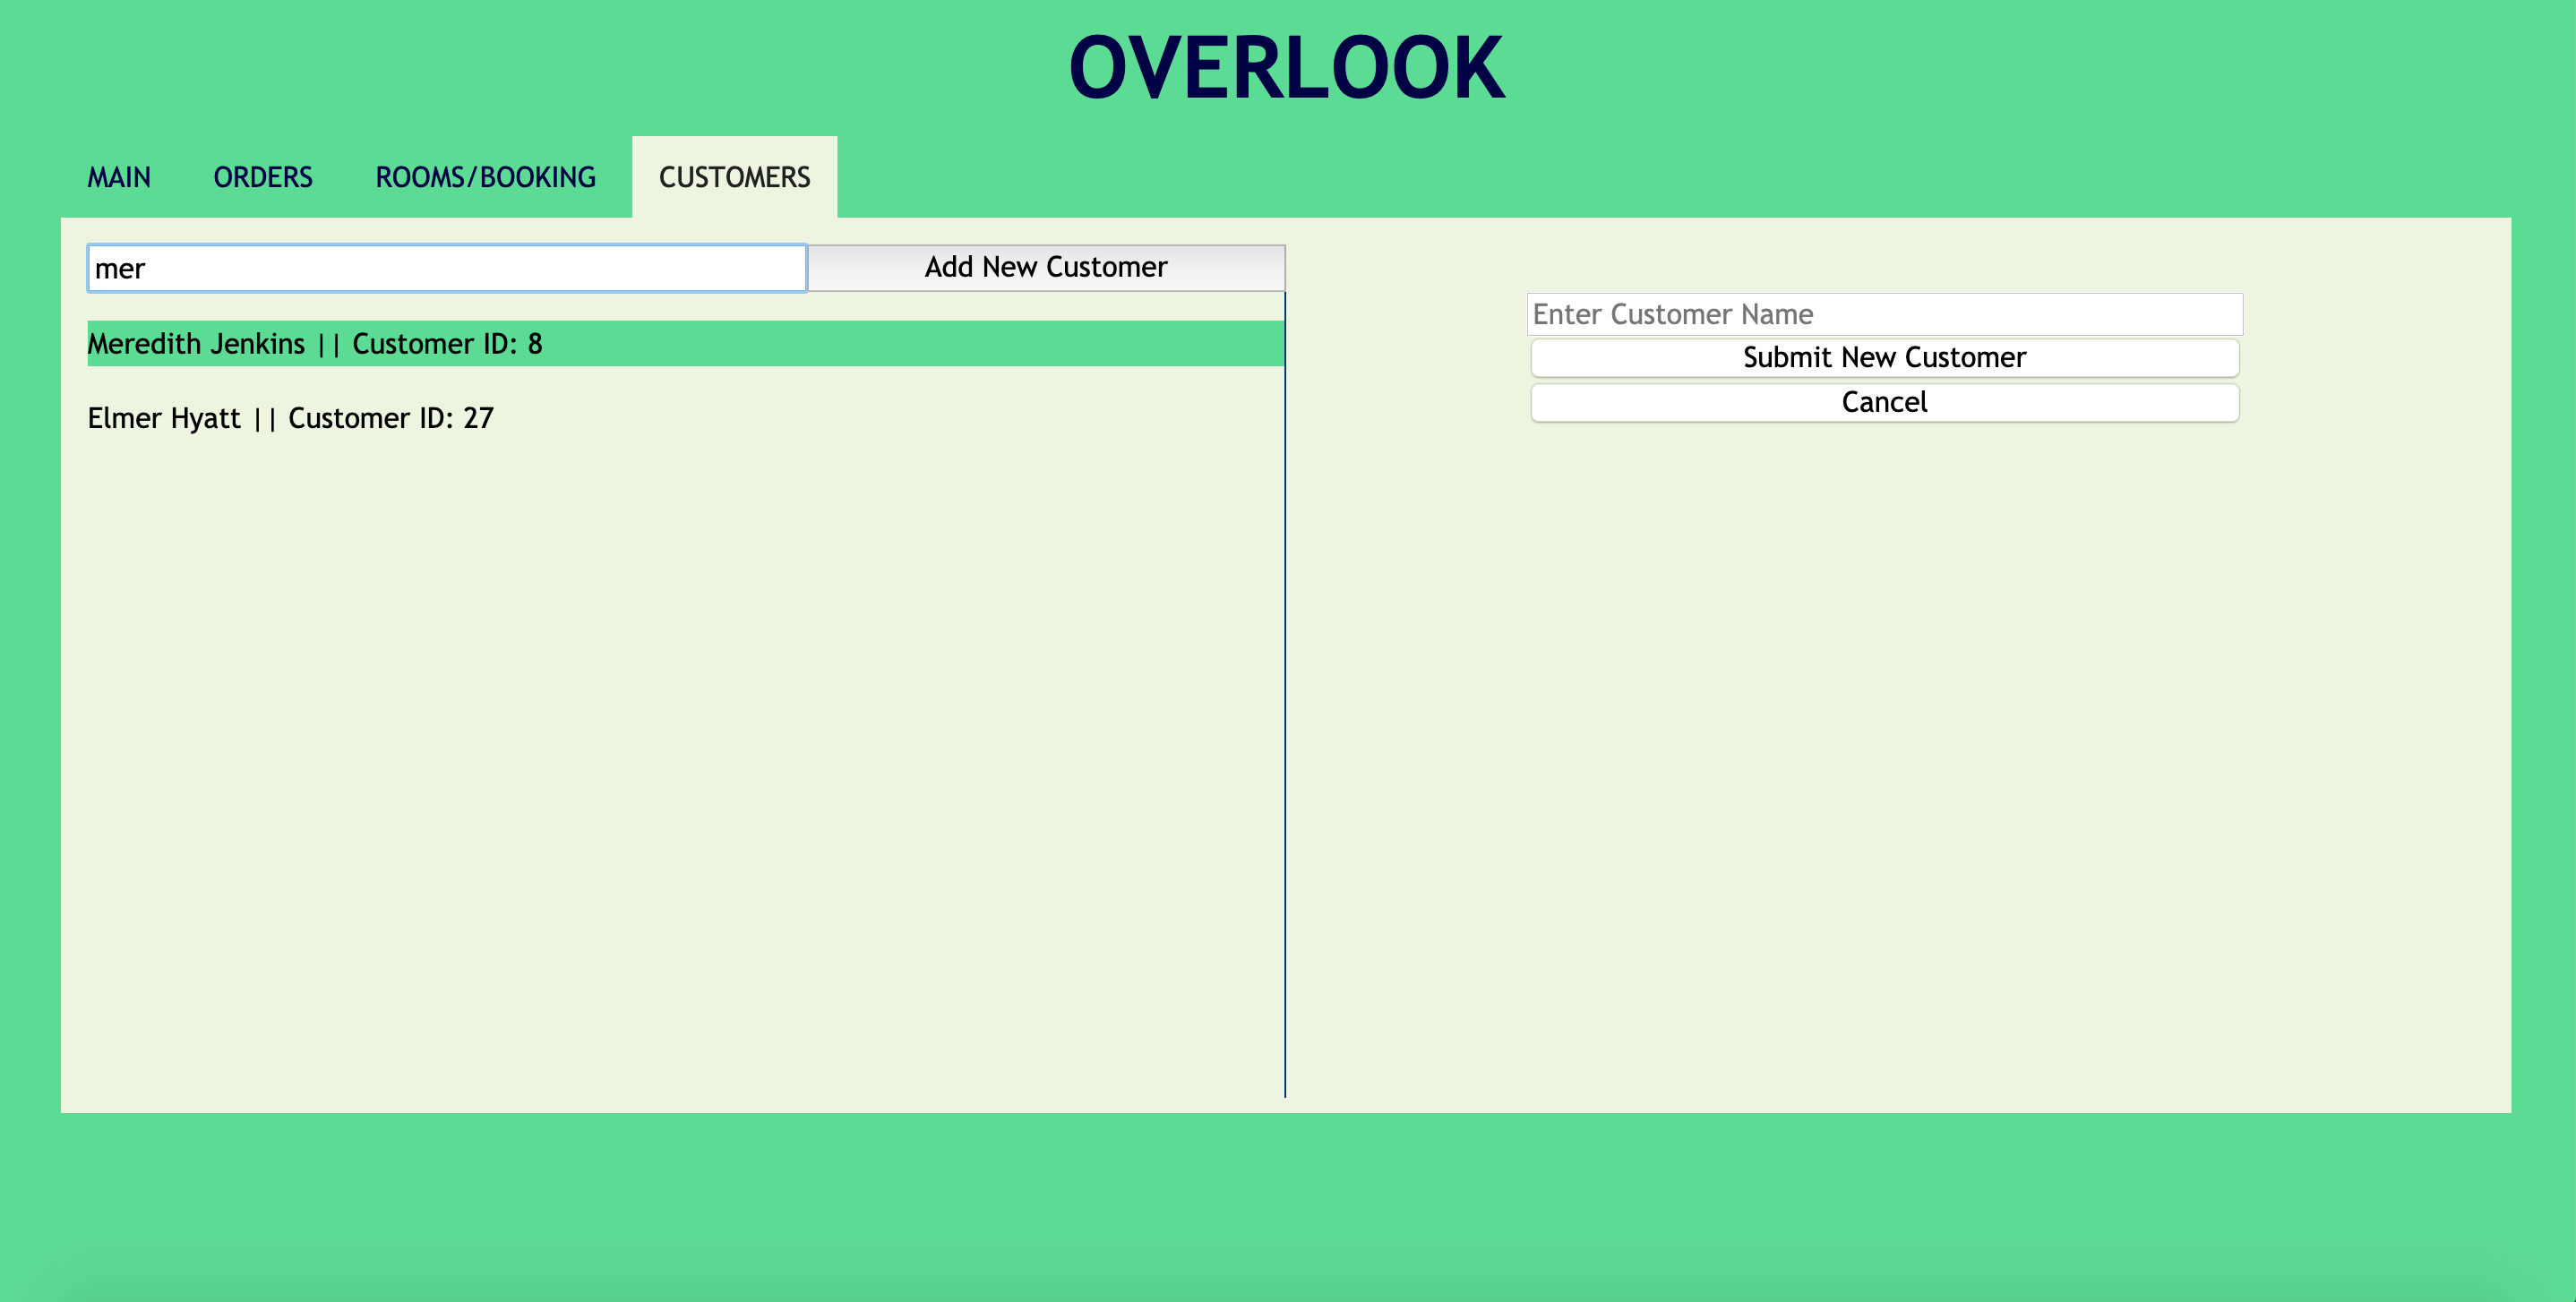 OVERLOOK
MAIN ORDERS ROOMS/BOOKING CUSTOMERS
mer
Add New Customer
Meredith Jenkins || Customer ID: 8
Elmer Hyatt || Customer ID: 27
Enter Customer Name
Submit New Customer
Cancel